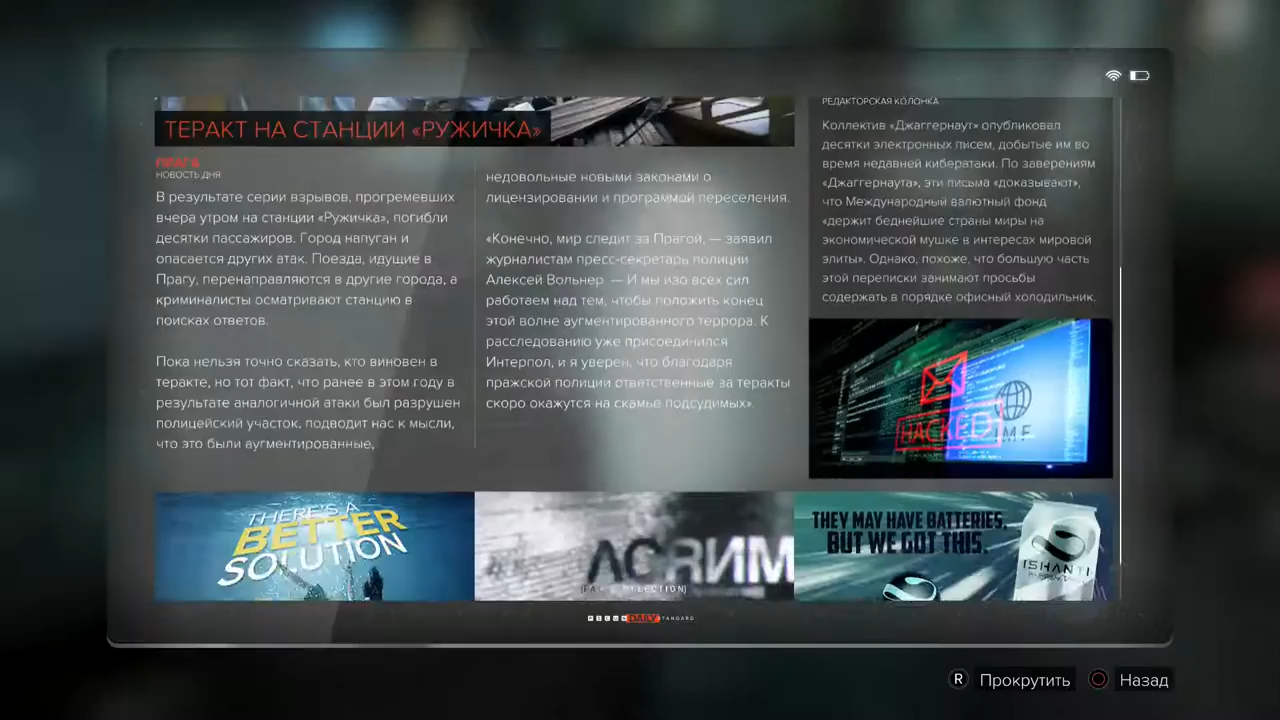 ТЕРАКТ НА СТАНЦИИ «РУЖИЧКА»
ПРАГА
НОВОСТЬ ДНЯ
В результате серии взрывов, прогремевших
вчера утром на станции «Ружичка», погибли
десятки пассажиров. Город напуган и
опасается других атак. Поезда, идущие в
Прагу, перенаправляются в другие города, а
криминалисты осматривают станцию в
поисках ответов.
Пока нельзя точно сказать, кто виновен в
теракте, но тот факт, что ранее в этом году в
результате аналогичной атаки был разрушен
полицейский участок, подводит нас к мысли,
что это были аугментированные,
недовольные новыми законами о
лицензировании и программой переселения.
«Конечно, мир следит за Прагой, — заявил
журналистам пресс-секретарь полиции
Алексей Вольнер. — И мы изо всех сил
работаем над тем, чтобы положить конец
этой волне аугментированного террора. К
расследованию уже присоединился
Интерпол, и я уверен, что благодаря
пражской полиции ответственные за теракты
скоро окажутся на скамье подсудимых».
РЕДАКТОРСКАЯ КОЛОНКА
Коллектив «Джаггернаут» опубликовал
десятки электронных писем, добытые им во
время недавней кибератаки. По заверениям
«Джаггернаута», эти письма «доказывают»,
что Международный валютный фонд
«держит беднейшие страны миры на
экономической мушке в интересах мировой
элиты». Однако, похоже, что большую часть
этой переписки занимают просьбы
содержать в порядке офисный холодильник.
HACKED
IMF
THERE'S A
BETTER
SOLUTION
THEY MAY HAVE BATTERIES,
BUT WE GOT THIS.
ISHANTI
PICUS DAILY STANDARD
R Прокрутить
Назад